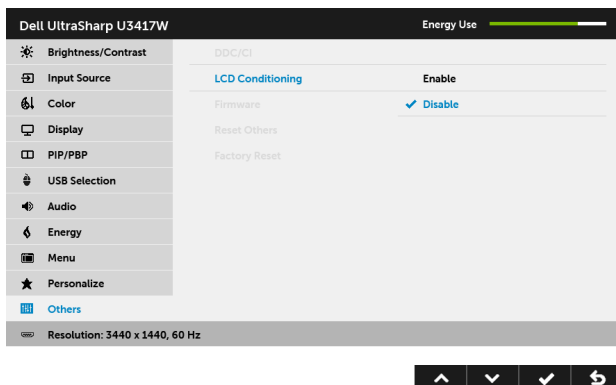 Dell UltraSharp U3417W
Energy Use
Brightness/Contrast
DDC/CI
Input Source
LCD Conditioning
Enable
Color
Firmware
Disable
Display
Reset Others
PIP/PBP
Factory Reset
USB Selection
Audio
Energy
Menu
Personalize
Others
Resolution: 3440 x 1440, 60 Hz